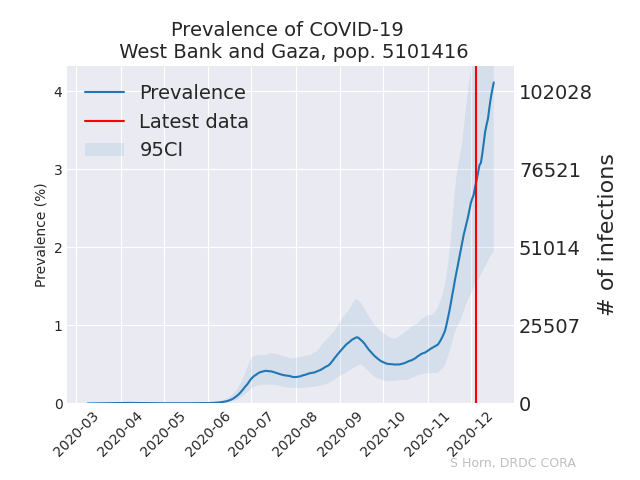 Prevalence of COVID-19
West Bank and Gaza, pop. 5101416
Prevalence
Latest data
95CI
Prevalence (%)
4
3
2
1
0
102028
76521
51014
25507
0
# of infections
2020-03
2020-04
2020-05
2020-06
2020-07
2020-08
2020-09
2020-10
2020-11
2020-12
S Horn, DRDC CORA